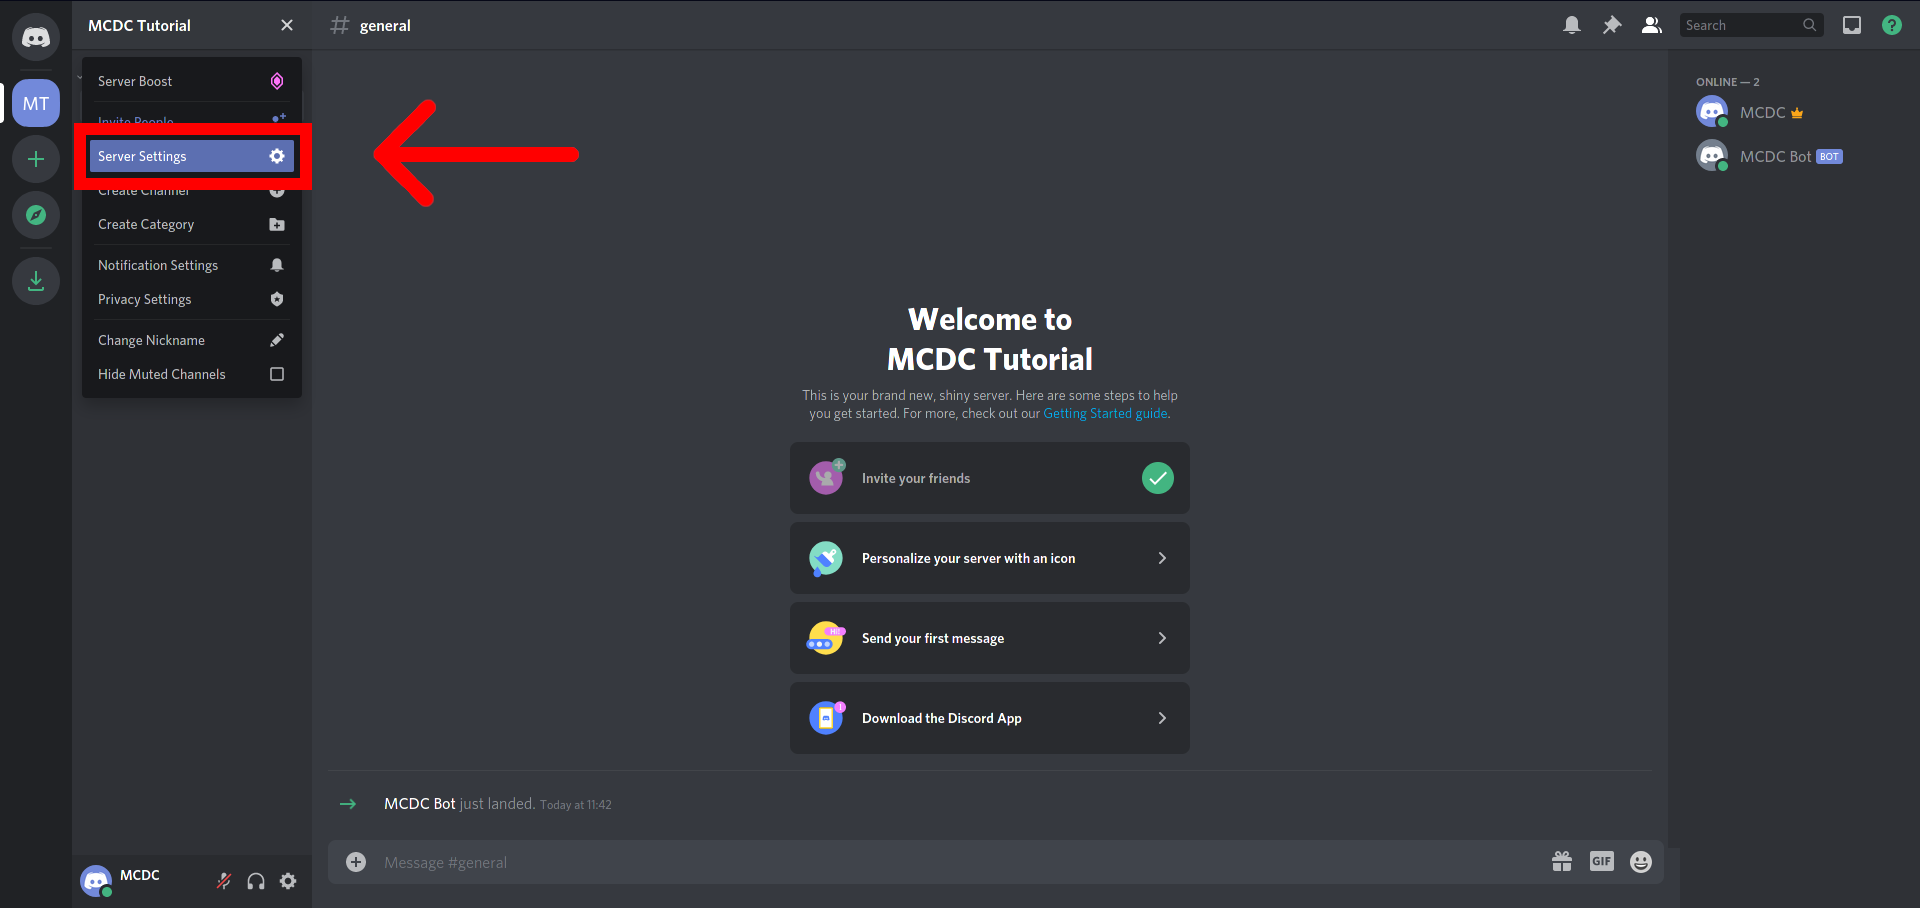 MCDC Tutorial
general
Search
MT
Server Boost
Invite People
Server Settings
Create Channel
Create Category
Notification Settings
Privacy Settings
Change Nickname
Hide Muted Channels
Welcome to
MCDC Tutorial
This is your brand new, shiny server. Here are some steps to help
you get started. For more, check out our Getting Started guide.
Invite your friends
Personalize your server with an icon
Hi!
Send your first message
1
Download the Discord App
MCDC Bot just landed. Today at 11:42
Message #general
GIF
MCDC
ONLINE — 2
MCDC
MCDC Bot BOT